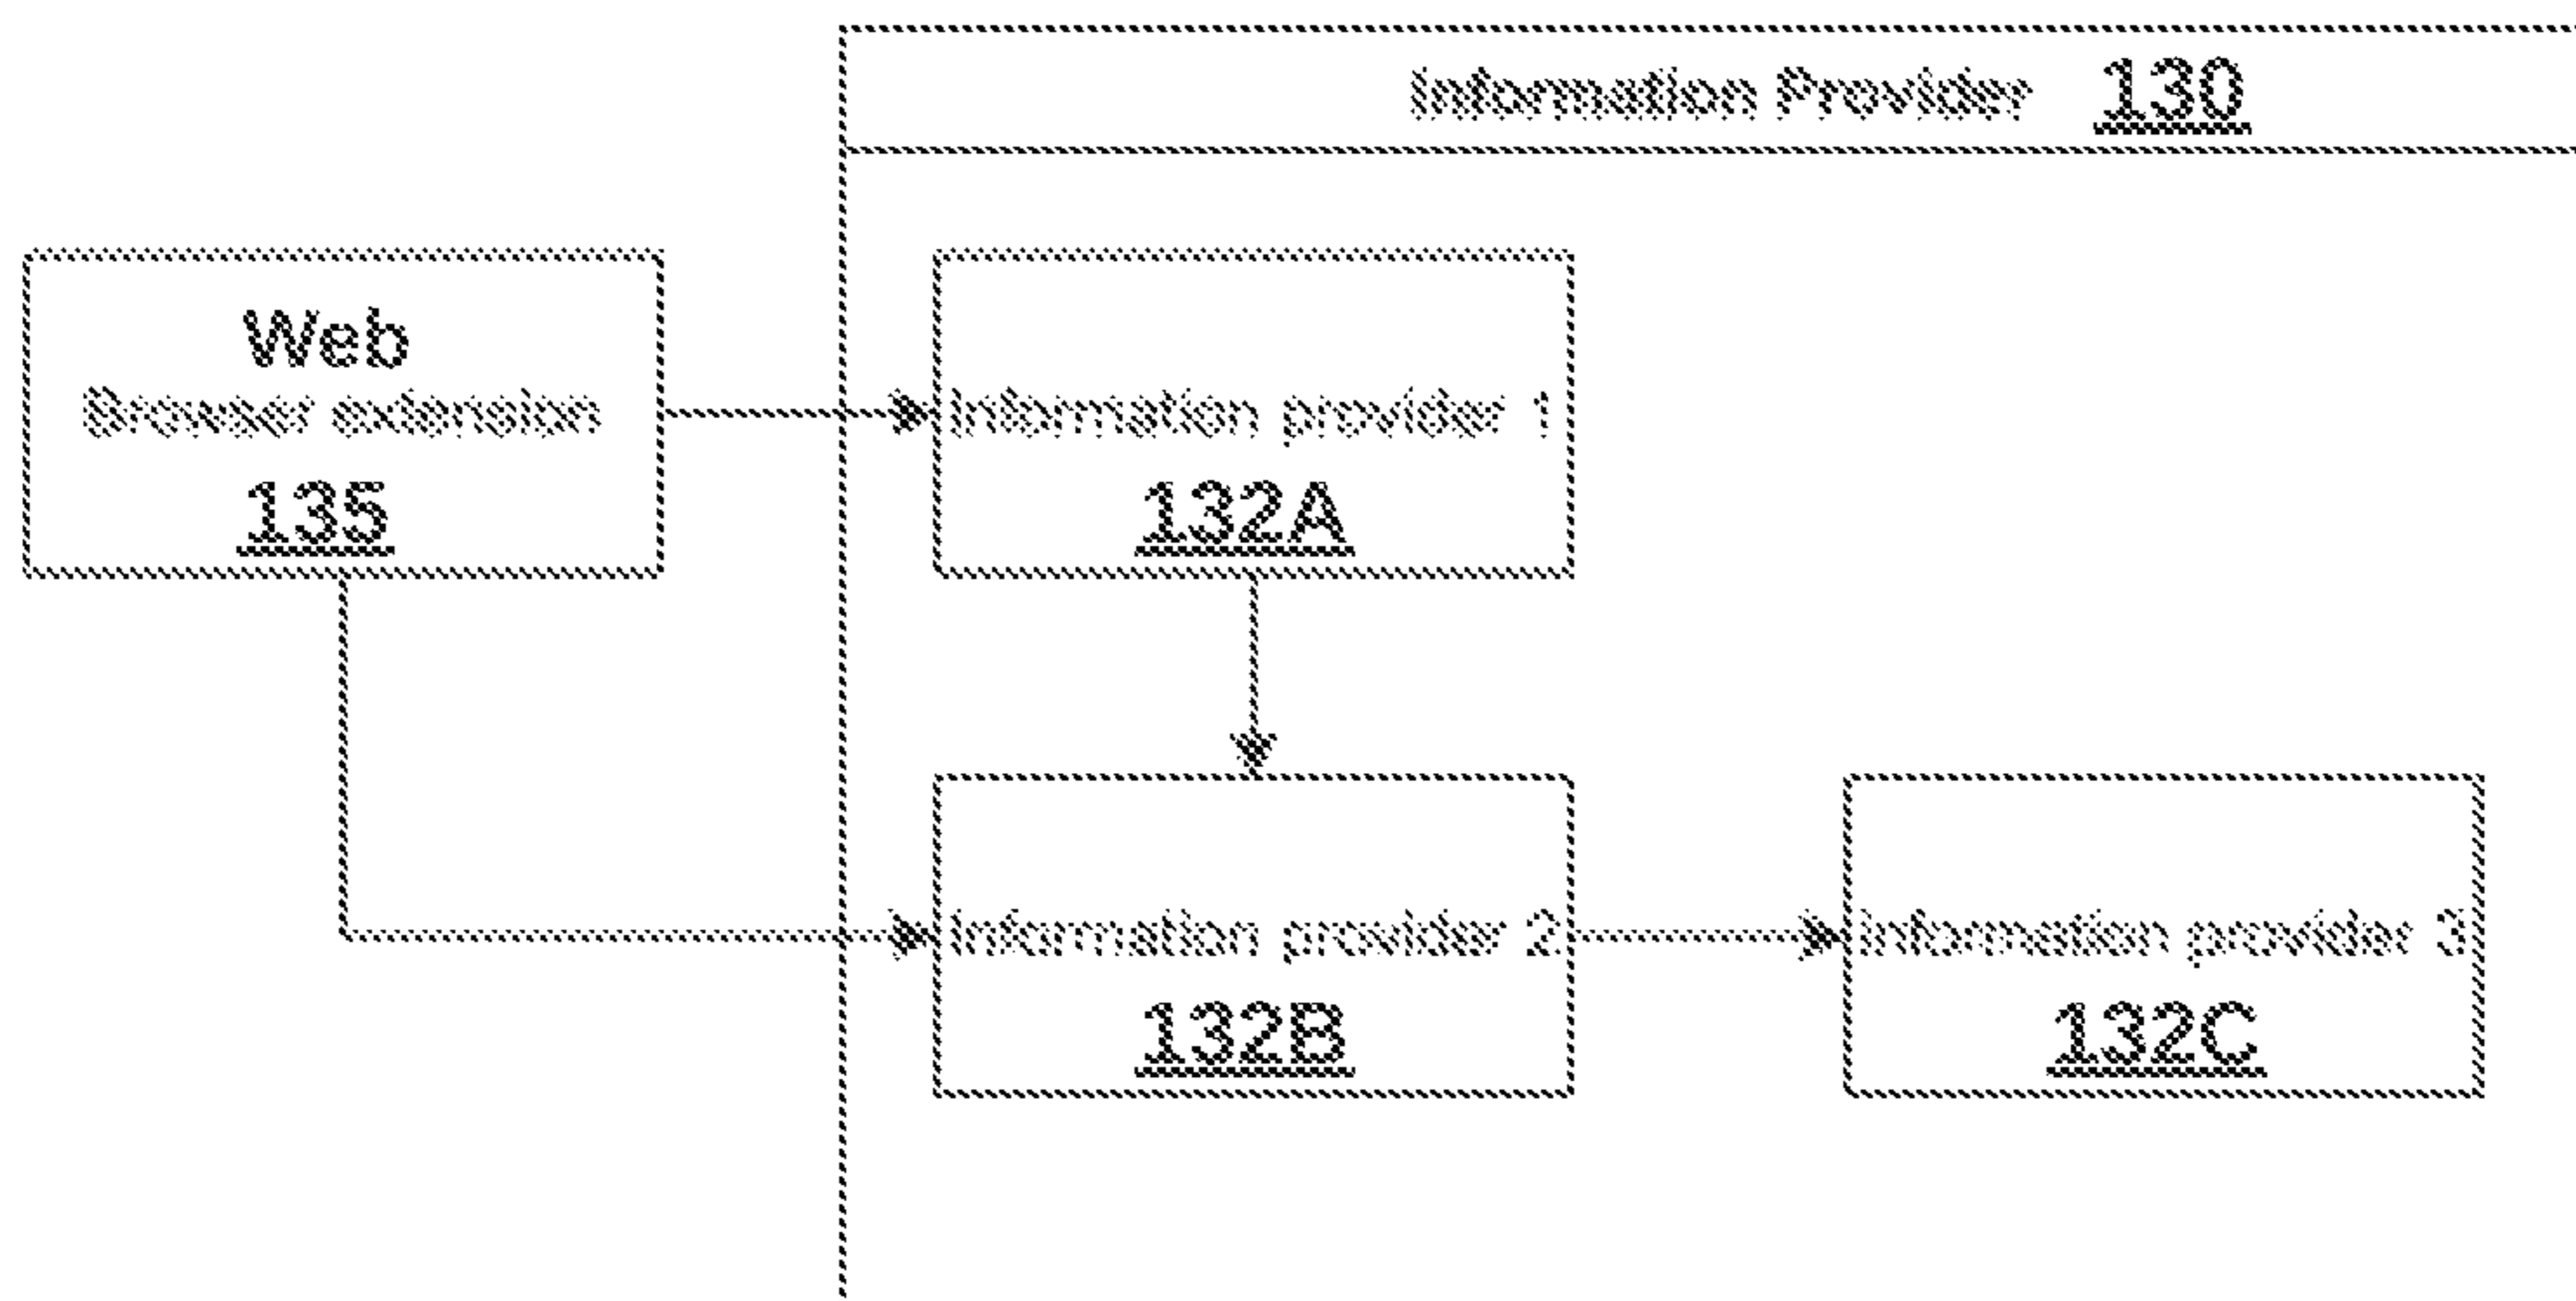 Information Provider 130
Web
Browser extension
135
Information provider 1
132A
Information provider 2
132B
Information provider 3
132C